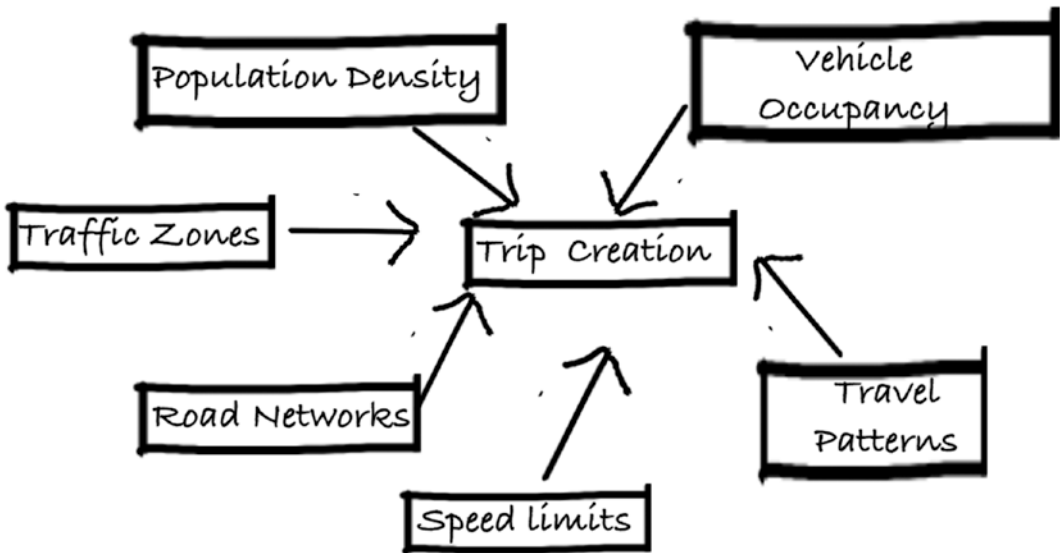 Population Density
Vehicle
Occupancy
Traffic Zones
Trip Creation
Road Networks
Travel
Patterns
Speed limits